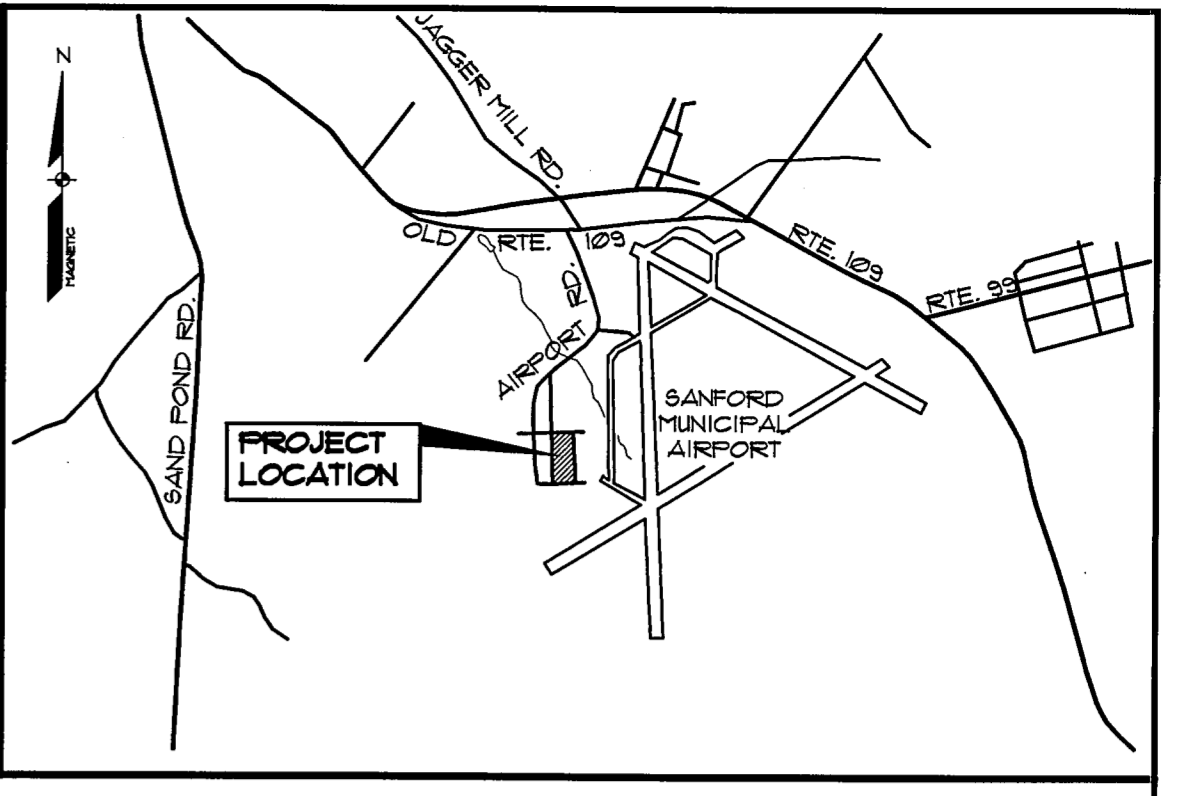 JAGGER MILL RD.
N
MAGNETIC
OLD RTE. 109
RTE. 109
RTE. 99
AIRPORT RD.
SAND POND RD.
SANFORD
MUNICIPAL
AIRPORT
PROJECT
LOCATION